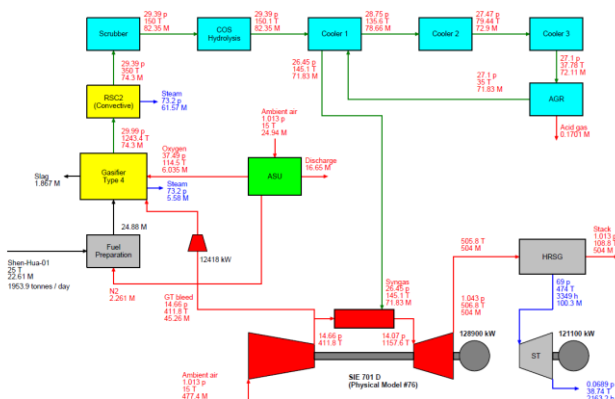 29.39 p
150 T
82.35 M
29.39 p
150.1 T
82.35 M
28.75 p
135.6 T
78.66 M
27.47 p
79.44 T
72.9 M
Scrubber
COS
Hydrolysis
Cooler 1
Cooler 2
Cooler 3
29.39 p
350 T
74.3 M
26.45 p
145.1 T
71.83 M
27.1 p
37.78 T
72.11 M
27.1 p
35 T
71.83 M
RSC2
(Convective)
Steam
73.2 p
61.57 M
AGR
29.99 p
1243.4 T
74.3 M
Ambient air
1.013 p
15 T
24.94 M
Acid gas
0.1701 M
Oxygen
37.49 p
114.5 T
6.035 M
Slag
1.867 M
Gasifier
Type 4
ASU
Discharge
16.65 M
Steam
73.2 p
5.58 M
24.88 M
Shen-Hua-01
25 T
22.61 M
1953.9 tonnes / day
Fuel
Preparation
12418 kW
505.8 T
504 M
HRSG
Stack
1.013 p
108.8 T
504 M
N2
2.261 M
GT bleed
14.66 p
411.8 T
45.26 M
Syngas
26.45 p
145.1 T
71.83 M
69 p
474 T
3349 h
100.3 M
1.043 p
506.8 T
504 M
14.66 p
411.8 T
14.07 p
1157.6 T
128900 kW
121100 kW
ST
Ambient air
1.013 p
15 T
477.4 M
SIE 701 D
(Physical Model #76)
0.0689 p
38.74 T